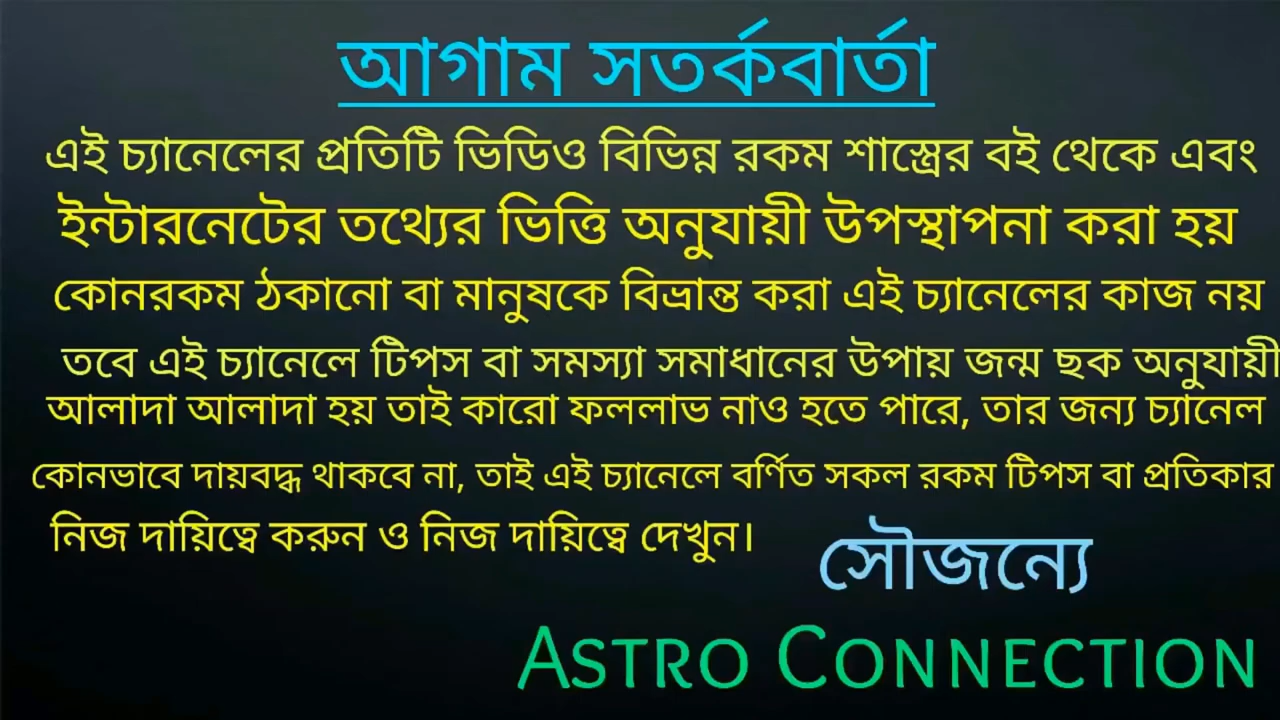 আগাম সতর্কবার্তা
এই চ্যানেলের প্রতিটি ভিডিও বিভিন্ন রকম শাস্ত্রের বই থেকে এবং
ইন্টারনেটের তথ্যের ভিত্তি অনুযায়ী উপস্থাপনা করা হয়
কোনরকম ঠকানো বা মানুষকে বিভ্রান্ত করা এই চ্যানেলের কাজ নয়
তবে এই চ্যানেলে টিপস বা সমস্যা সমাধানের উপায় জন্ম ছক অনুযায়ী
আলাদা আলাদা হয় তাই কারো ফললাভ নাও হতে পারে, তার জন্য চ্যানেল
কোনভাবে দায়বদ্ধ থাকবে না, তাই এই চ্যানেলে বর্ণিত সকল রকম টিপস বা প্রতিকার
নিজ দায়িত্বে করুন ও নিজ দায়িত্বে দেখুন।
সৌজন্যে
ASTRO CONNECTION